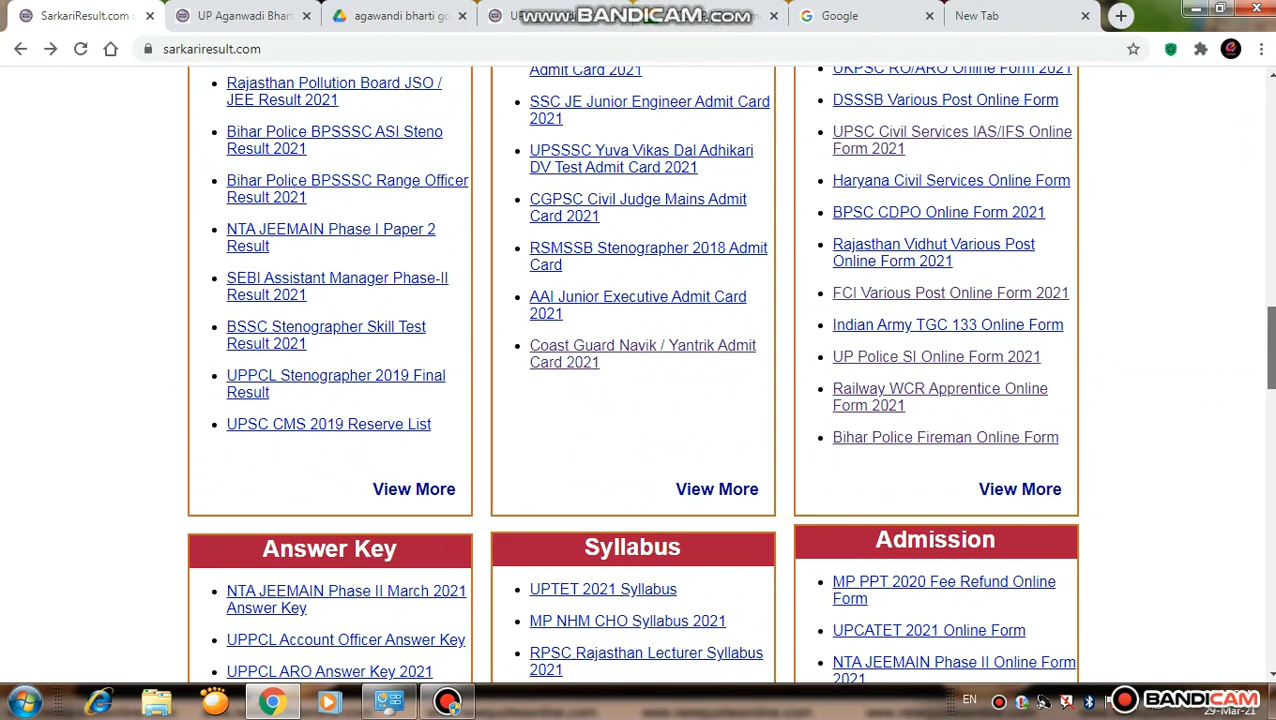 SarkariResult.com :
UP Aganwadi Bharti
agawandi bharti go
Google
New Tab
www.BANDICAM.com
sarkariresult.com
Rajasthan Pollution Board JSO /
JEE Result 2021
Bihar Police BPSSSC ASI Steno
Result 2021
Bihar Police BPSSSC Range Officer
Result 2021
NTA JEEMAIN Phase I Paper 2
Result
SEBI Assistant Manager Phase-II
Result 2021
BSSC Stenographer Skill Test
Result 2021
UPPCL Stenographer 2019 Final
Result
UPSC CMS 2019 Reserve List
View More
Admit Card 2021
SSC JE Junior Engineer Admit Card
2021
UPSSSC Yuva Vikas Dal Adhikari
DV Test Admit Card 2021
CGPSC Civil Judge Mains Admit
Card 2021
RSMSSB Stenographer 2018 Admit
Card
AAI Junior Executive Admit Card
2021
Coast Guard Navik / Yantrik Admit
Card 2021
View More
UKPSC RO/ARO Online Form 2021
DSSSB Various Post Online Form
UPSC Civil Services IAS/IFS Online
Form 2021
Haryana Civil Services Online Form
BPSC CDPO Online Form 2021
Rajasthan Vidhut Various Post
Online Form 2021
FCI Various Post Online Form 2021
Indian Army TGC 133 Online Form
UP Police SI Online Form 2021
Railway WCR Apprentice Online
Form 2021
Bihar Police Fireman Online Form
View More
Answer Key
NTA JEEMAIN Phase II March 2021
Answer Key
UPPCL Account Officer Answer Key
UPPCL ARO Answer Key 2021
Syllabus
UPTET 2021 Syllabus
MP NHM CHO Syllabus 2021
RPSC Rajasthan Lecturer Syllabus
2021
Admission
MP PPT 2020 Fee Refund Online
Form
UPCATET 2021 Online Form
NTA JEEMAIN Phase II Online Form
2021
EN
BANDICAM
29-Mar-21